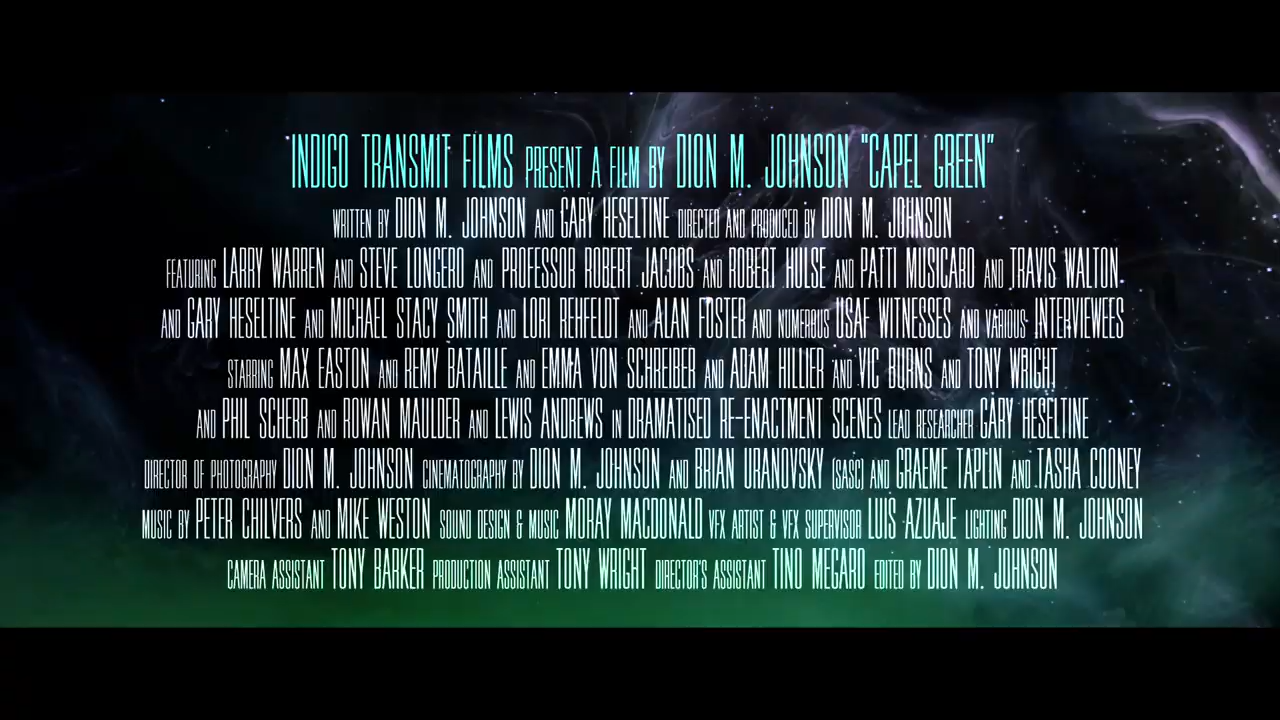 INDIGO TRANSMIT FILMS PRESENT A FILM BY DION M. JOHNSON "CAPEL GREEN"
WRITTEN BY DION M. JOHNSON AND GARY HESELTINE DIRECTED AND PRODUCED BY DION M. JOHNSON
FEATURING LARRY WARREN AND STEVE LONGERO AND PROFESSOR ROBERT JACOBS AND ROBERT HULSE AND PATTI MUSICARO AND TRAVIS WALTON
AND GARY HESELTINE AND MICHAEL STACY SMITH AND LORI REHFELDT AND ALAN FOSTER AND NUMEROUS USAF WITNESSES AND VARIOUS INTERVIEWEES
STARRING MAX EASTON AND REMY BATAILLE AND EMMA VON SCHREIBER AND ADAM HILLIER AND VIC BURNS AND TONY WRIGHT
AND PHIL SCHERB AND ROWAN MAULDER AND LEWIS ANDREWS IN DRAMATISED RE-ENACTMENT SCENES LEAD RESEARCHER GARY HESELTINE
DIRECTOR OF PHOTOGRAPHY DION M. JOHNSON CINEMATOGRAPHY BY DION M. JOHNSON AND BRIAN URANOVSKY (SASC) AND GRAEME TAPLIN AND TASHA COONEY
MUSIC BY PETER CHILVERS AND MIKE WESTON SOUND DESIGN & MUSIC MORAY MACDONALD VFX ARTIST & VFX SUPERVISOR LUIS AZUAJE LIGHTING DION M. JOHNSON
CAMERA ASSISTANT TONY BARKER PRODUCTION ASSISTANT TONY WRIGHT DIRECTOR'S ASSISTANT TINO MEGARO EDITED BY DION M. JOHNSON